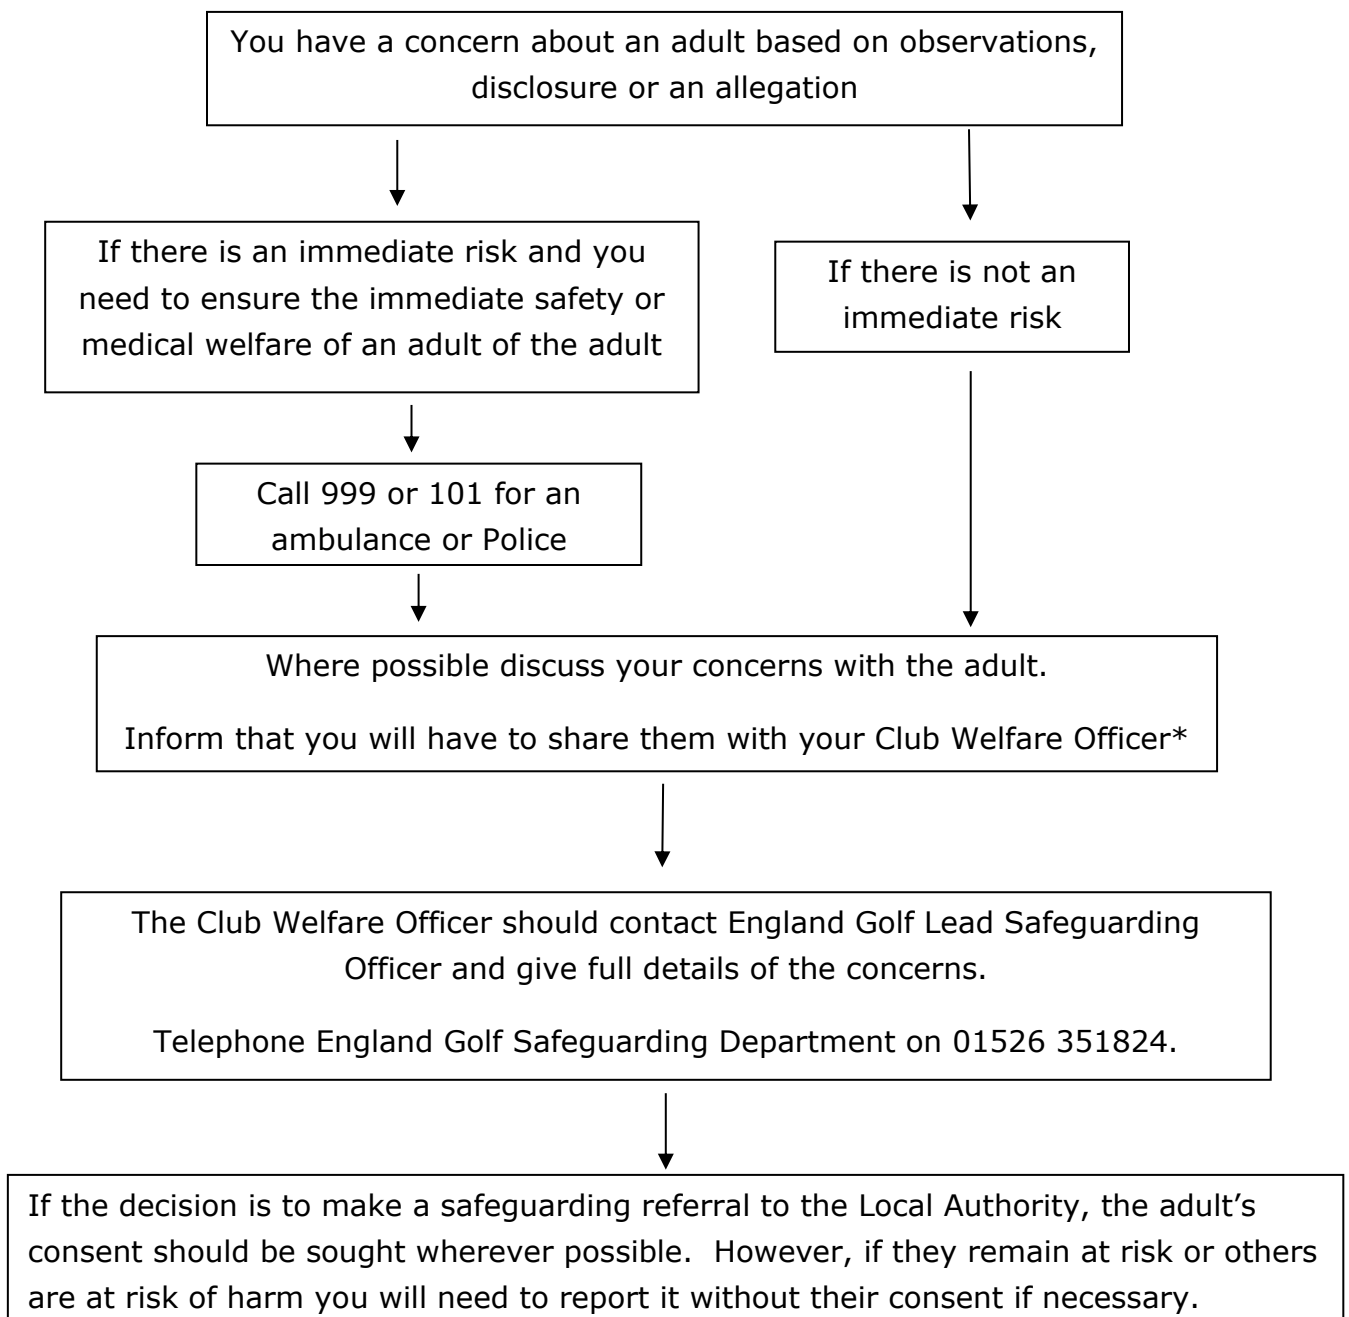 You have a concern about an adult based on observations,
disclosure or an allegation
If there is an immediate risk and you
need to ensure the immediate safety or
medical welfare of an adult of the adult
If there is not an
immediate risk
Call 999 or 101 for an
ambulance or Police
Where possible discuss your concerns with the adult.
Inform that you will have to share them with your Club Welfare Officer*
The Club Welfare Officer should contact England Golf Lead Safeguarding
Officer and give full details of the concerns.
Telephone England Golf Safeguarding Department on 01526 351824.
If the decision is to make a safeguarding referral to the Local Authority, the adult’s
consent should be sought wherever possible.  However, if they remain at risk or others
are at risk of harm you will need to report it without their consent if necessary.